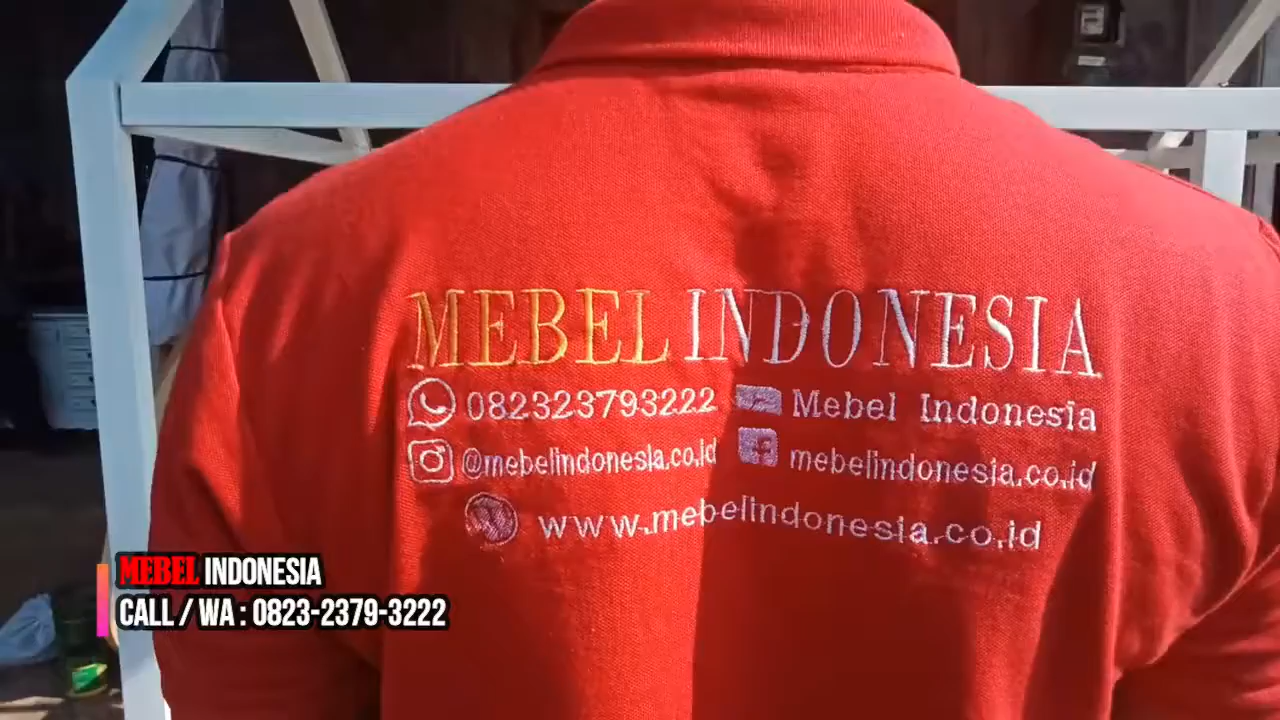 MEBEL INDONESIA
082323793222 Mebel Indonesia
@mebelindonesia.co.id mebelindonesia.co.id
www.mebelindonesia.co.id
MEBEL INDONESIA
CALL / WA : 0823-2379-3222